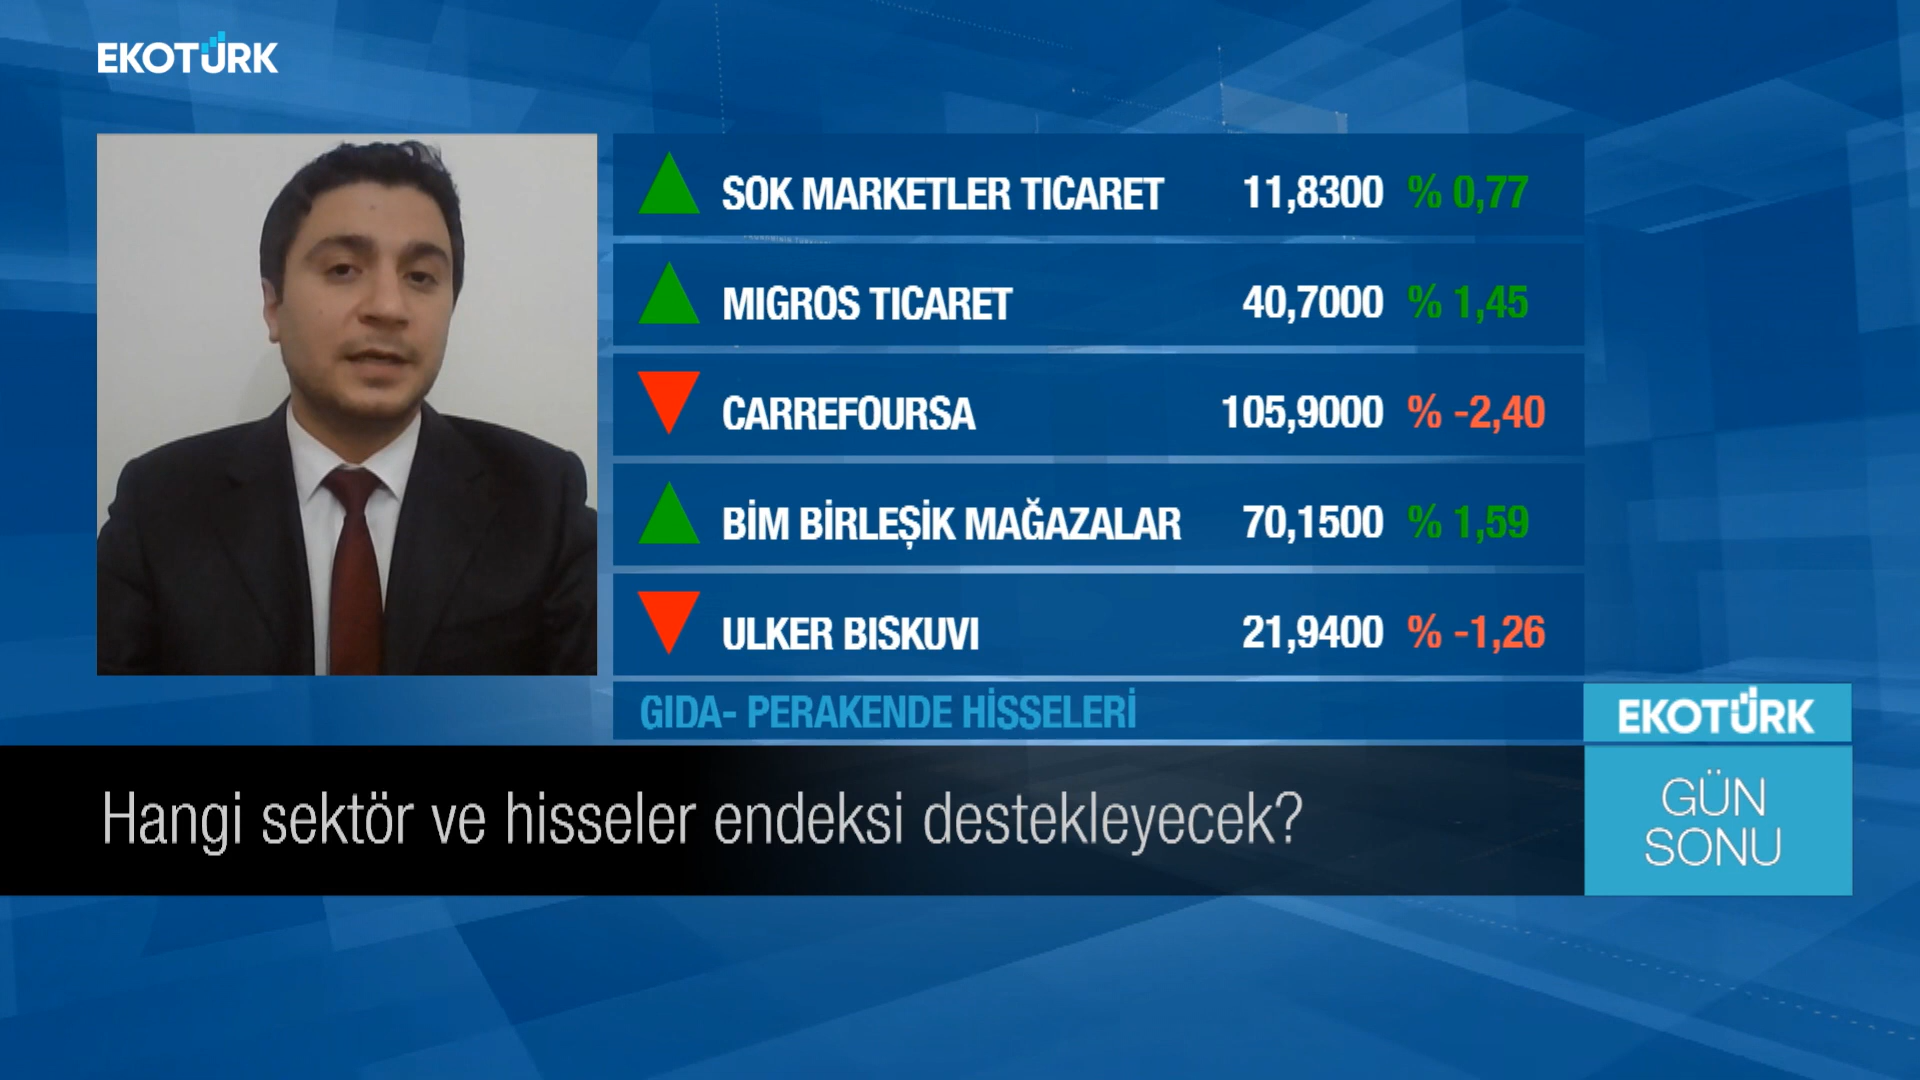 EKOTÜRK
SOK MARKETLER TICARET 11,8300 % 0,77
MIGROS TICARET 40,7000 % 1,45
CARREFOURSA 105,9000 % -2,40
BİM BİRLEŞİK MAĞAZALAR 70,1500 % 1,59
ULKER BISKUVI 21,9400 % -1,26
GIDA- PERAKENDE HİSSELERİ
EKOTÜRK
Hangi sektör ve hisseler endeksi destekleyecek?
GÜN
SONU